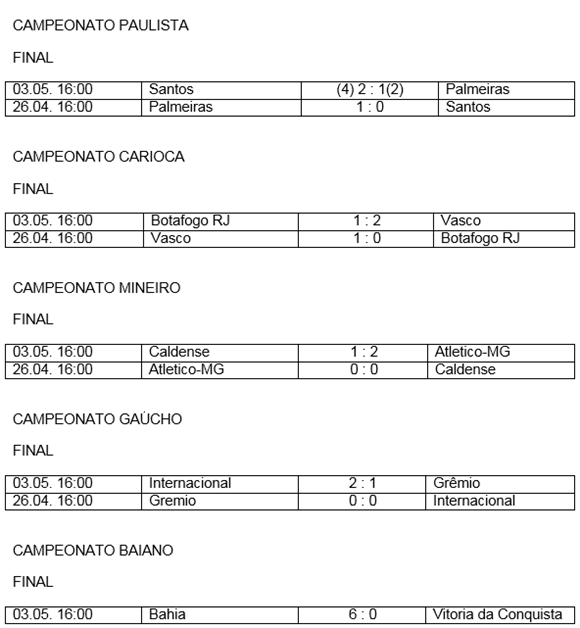 CAMPEONATO PAULISTA
FINAL
03.05. 16:00 Santos (4) 2 : 1(2) Palmeiras
26.04. 16:00 Palmeiras 1 : 0 Santos
CAMPEONATO CARIOCA
FINAL
03.05. 16:00 Botafogo RJ 1 : 2 Vasco
26.04. 16:00 Vasco 1 : 0 Botafogo RJ
CAMPEONATO MINEIRO
FINAL
03.05. 16:00 Caldense 1 : 2 Atletico-MG
26.04. 16:00 Atletico-MG 0 : 0 Caldense
CAMPEONATO GAÚCHO
FINAL
03.05. 16:00 Internacional 2 : 1 Grêmio
26.04. 16:00 Gremio 0 : 0 Internacional
CAMPEONATO BAIANO
FINAL
03.05. 16:00 Bahia 6 : 0 Vitoria da Conquista